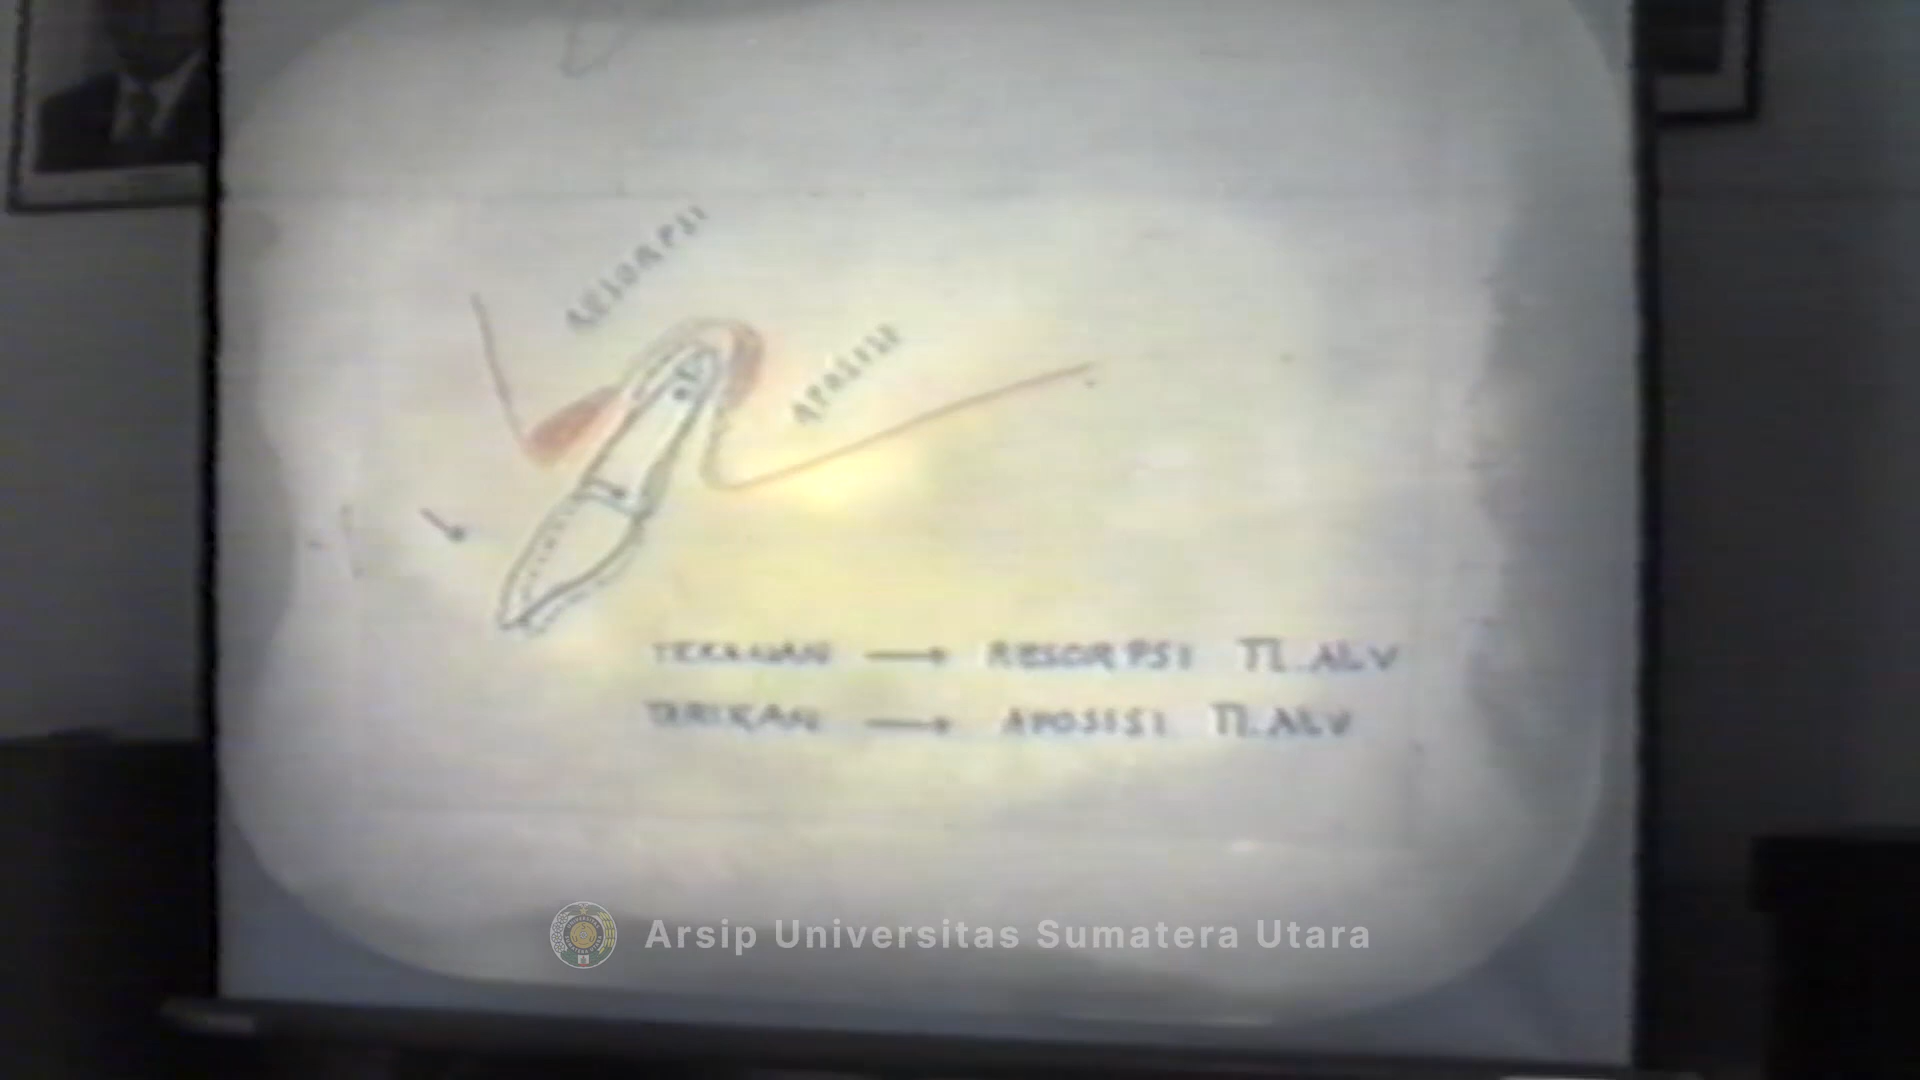 RESORPSI
APOSISI
TEKANAN → RESORPSI TL. ALV
TARIKAN → APOSISI TL. ALV
Arsip Universitas Sumatera Utara